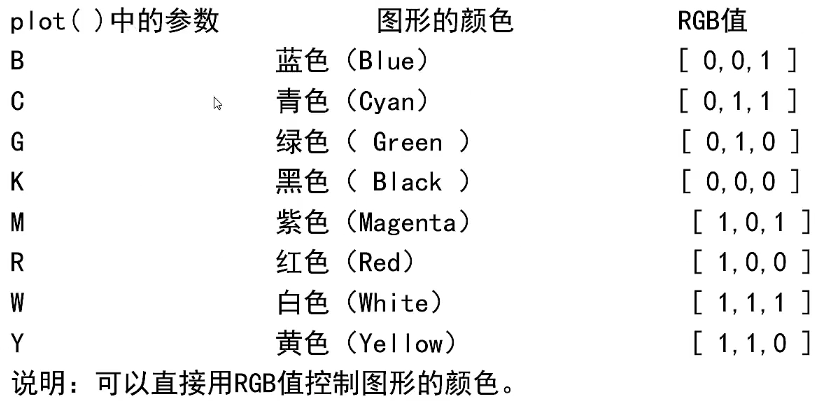 plot( )中的参数 图形的颜色 RGB值
B 蓝色（Blue） [ 0,0,1 ]
C 青色（Cyan） [ 0,1,1 ]
G 绿色（ Green ） [ 0,1,0 ]
K 黑色（ Black ） [ 0,0,0 ]
M 紫色（Magenta） [ 1,0,1 ]
R 红色（Red） [ 1,0,0 ]
W 白色（White） [ 1,1,1 ]
Y 黄色（Yellow） [ 1,1,0 ]
说明：可以直接用RGB值控制图形的颜色。